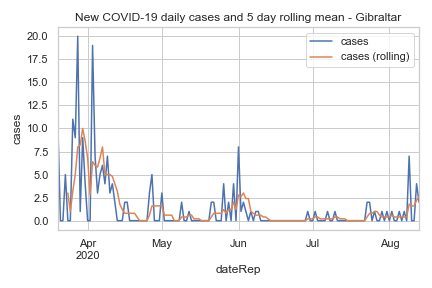 New COVID-19 daily cases and 5 day rolling mean - Gibraltar
cases
cases (rolling)
20.0
17.5
15.0
12.5
10.0
7.5
5.0
2.5
0.0
cases
Apr
2020
May
Jun
Jul
Aug
dateRep